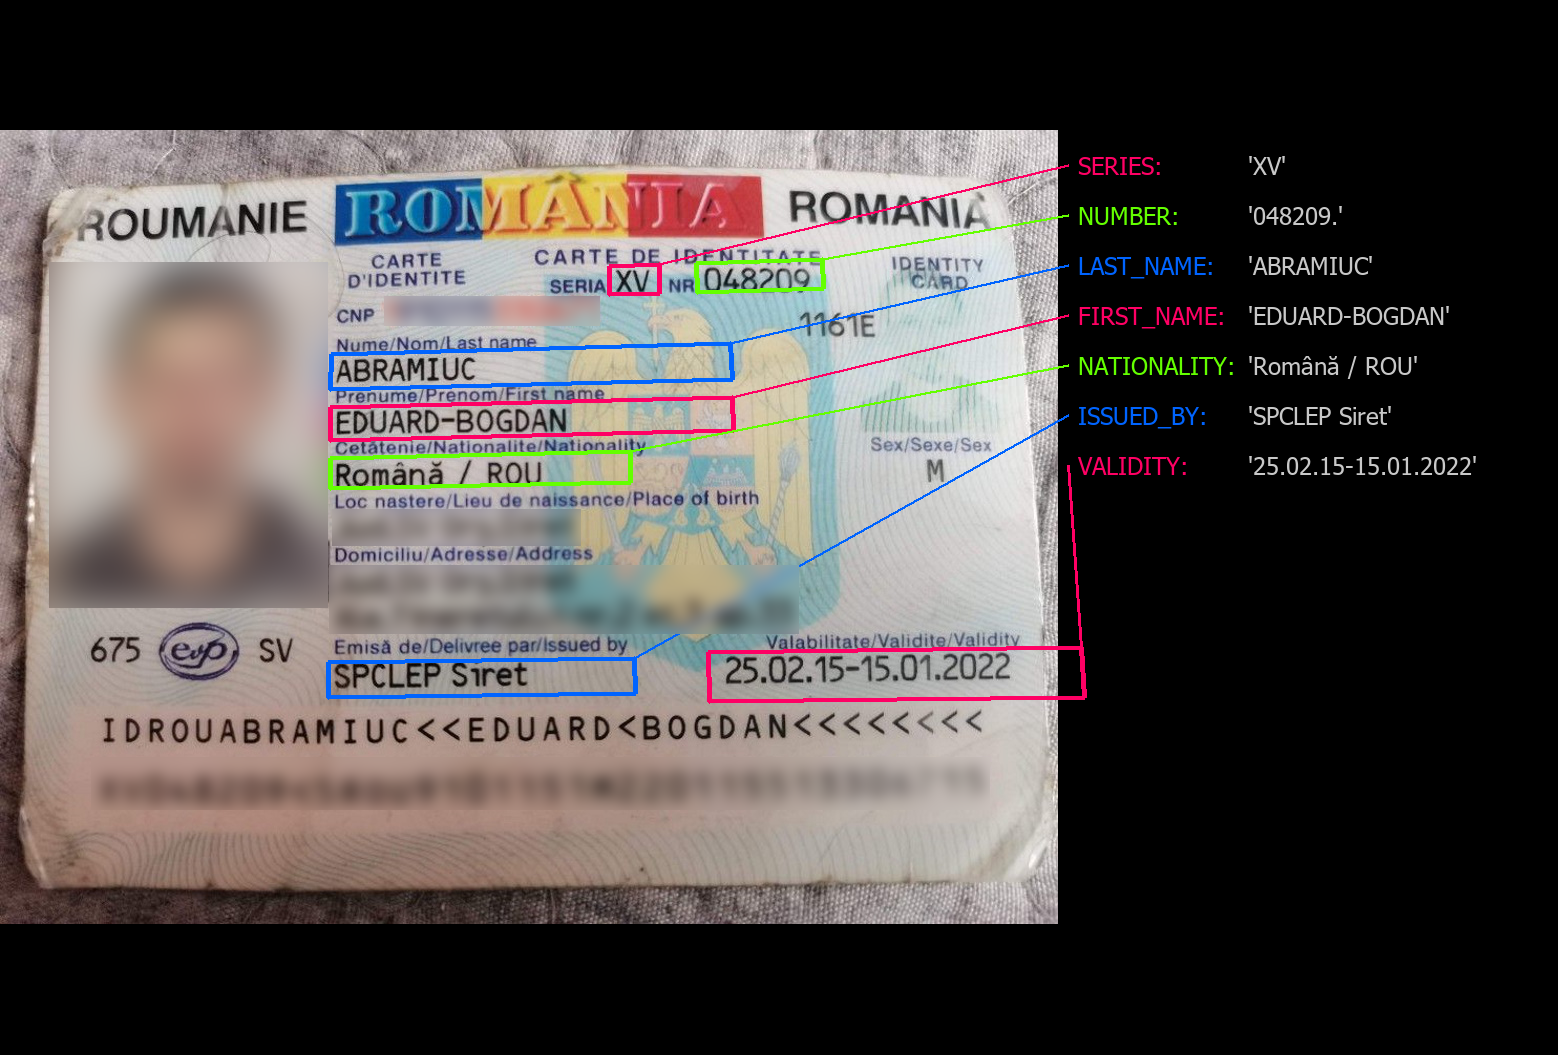 ROUMANIE ROMÂNIA ROMANIA
CARTE D'IDENTITE
CARTE DE IDENTITATE
IDENTITY CARD
SERIA XV NR 048209
CNP
1161E
Nume/Nom/Last name
ABRAMIUC
Prenume/Prenom/First name
EDUARD-BOGDAN
Cetăţenie/Nationalite/Nationality
Română / ROU
Sex/Sexe/Sex
M
Loc nastere/Lieu de naissance/Place of birth
Domiciliu/Adresse/Address
Emisă de/Delivree par/Issued by
SPCLEP Siret
Valabilitate/Validite/Validity
25.02.15-15.01.2022
675 evp SV
IDROUABRAMIUC<<EDUARD<BOGDAN<<<<<<<<
SERIES: 'XV'
NUMBER: '048209.'
LAST_NAME: 'ABRAMIUC'
FIRST_NAME: 'EDUARD-BOGDAN'
NATIONALITY: 'Română / ROU'
ISSUED_BY: 'SPCLEP Siret'
VALIDITY: '25.02.15-15.01.2022'